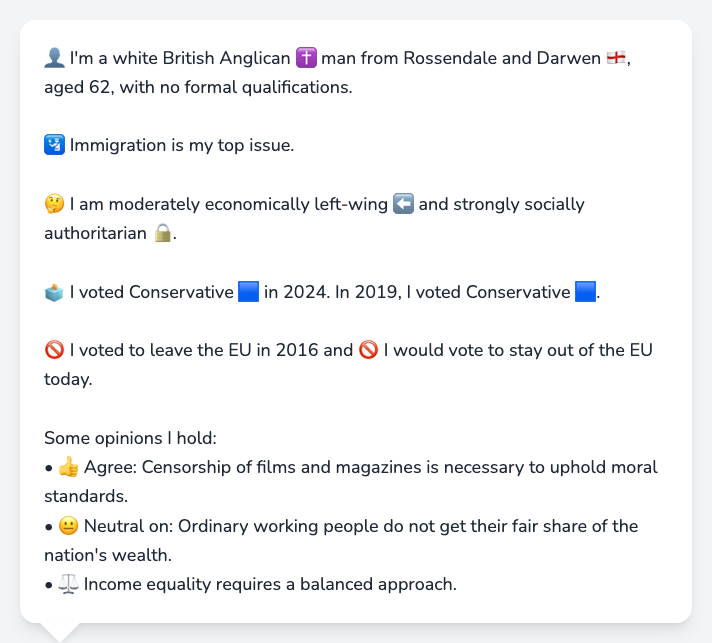 👤 I'm a white British Anglican ✝️ man from Rossendale and Darwen 🏴󠁧󠁢󠁥󠁮󠁧󠁿,
aged 62, with no formal qualifications.
🛂 Immigration is my top issue.
🤔 I am moderately economically left-wing ⬅️ and strongly socially
authoritarian 🔒.
🗳️ I voted Conservative 🟦 in 2024. In 2019, I voted Conservative 🟦.
🚫 I voted to leave the EU in 2016 and 🚫 I would vote to stay out of the EU
today.
Some opinions I hold:
• 👍 Agree: Censorship of films and magazines is necessary to uphold moral
standards.
• 😐 Neutral on: Ordinary working people do not get their fair share of the
nation's wealth.
• ⚖️ Income equality requires a balanced approach.